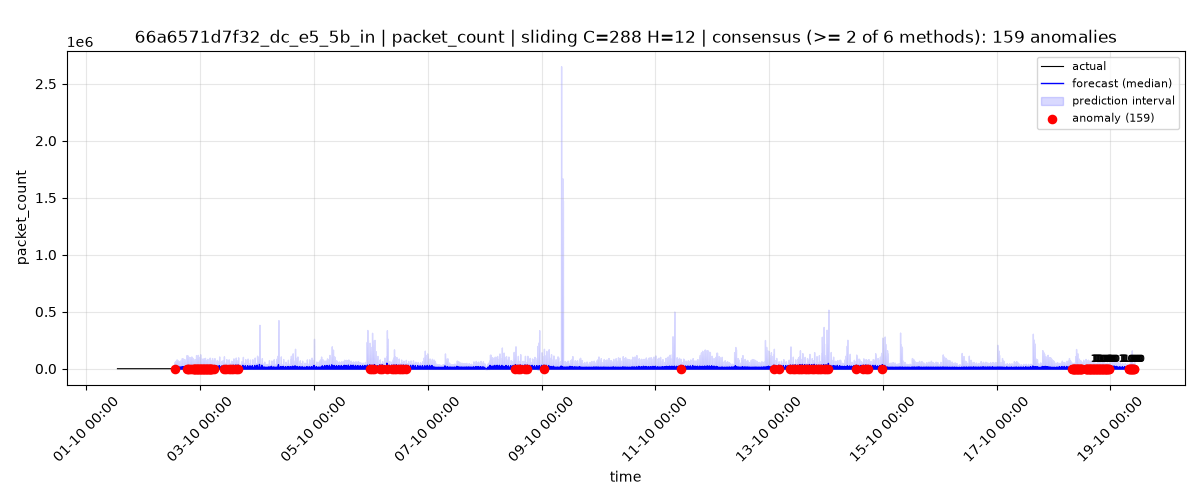 66a6571d7f32_dc_e5_5b_in | packet_count | sliding C=288 H=12 | consensus (>= 2 of 6 methods): 159 anomalies
1e6
actual
forecast (median)
prediction interval
anomaly (159)
2.5
2.0
1.5
1.0
0.5
0.0
packet_count
01-10 00:00
03-10 00:00
05-10 00:00
07-10 00:00
09-10 00:00
11-10 00:00
13-10 00:00
15-10 00:00
17-10 00:00
19-10 00:00
time